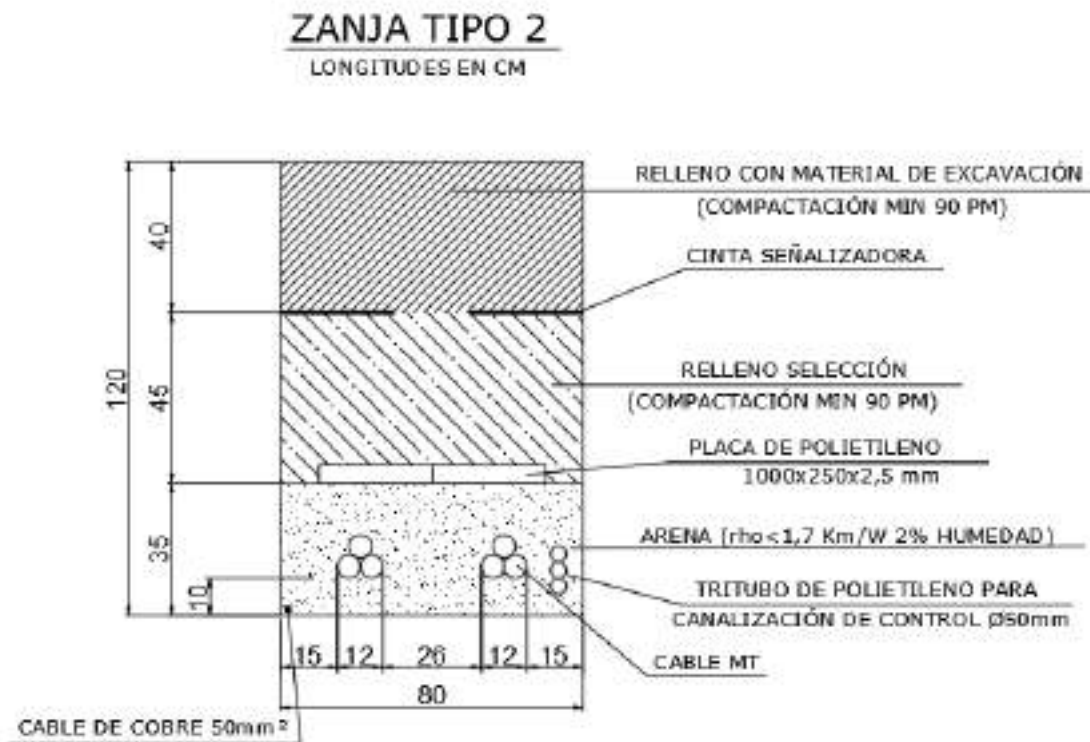 ZANJA TIPO 2
LONGITUDES EN CM
RELLENO CON MATERIAL DE EXCAVACIÓN
(COMPACTACIÓN MIN 90 PM)
CINTA SEÑALIZADORA
RELLENO SELECCIÓN
(COMPACTACIÓN MIN 90 PM)
PLACA DE POLIETILENO
1000x250x2,5 mm
ARENA (rho<1,7 Km/W 2% HUMEDAD)
TRITUBO DE POLIETILENO PARA
CANALIZACIÓN DE CONTROL Ø50mm
CABLE MT
120
40
45
35
10
15 12 26 12 15
80
CABLE DE COBRE 50mm²